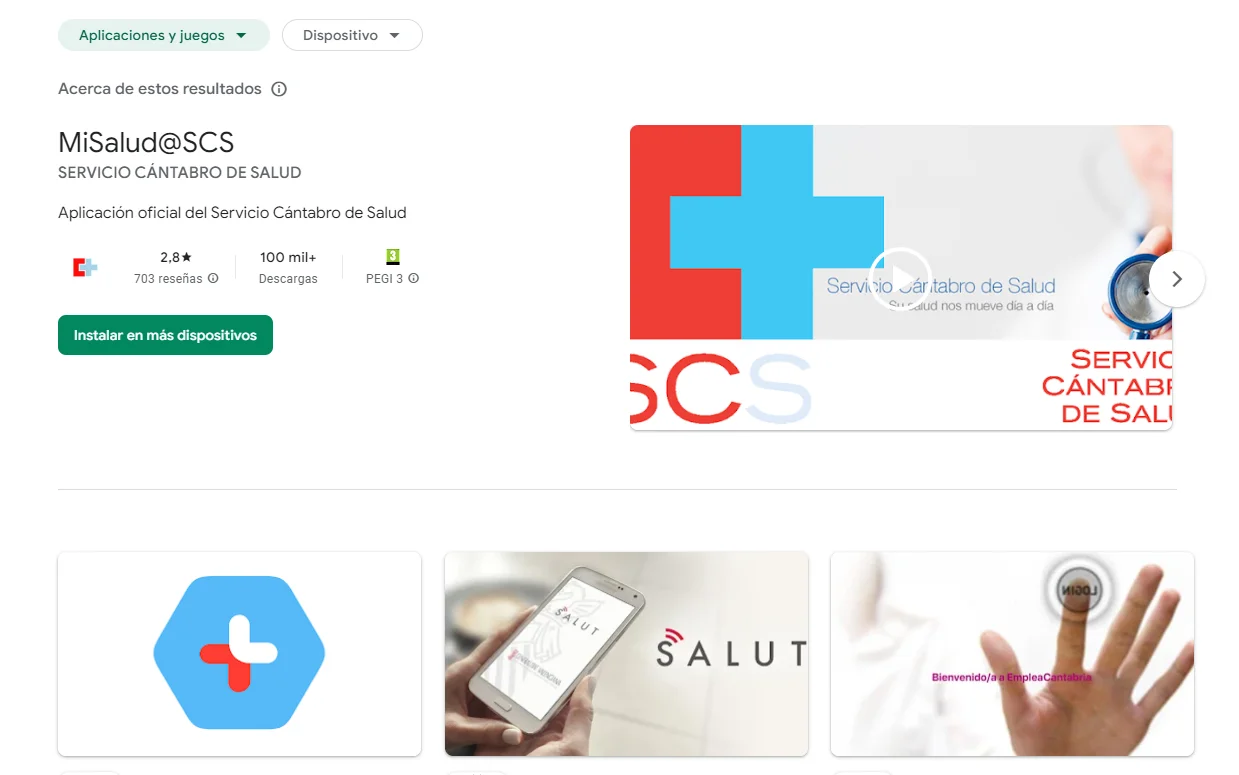 Aplicaciones y juegos
Dispositivo
Acerca de estos resultados
MiSalud@SCS
SERVICIO CÁNTABRO DE SALUD
Aplicación oficial del Servicio Cántabro de Salud
2,8★
703 reseñas
100 mil+
Descargas
3
PEGI 3
Instalar en más dispositivos
Servicio Cántabro de Salud
Su salud nos mueve día a día
SCS
SERVIC
CÁNTABR
DE SALU
SALUT
SALUT
LOGIN
Bienvenido/a a EmpleaCantabria